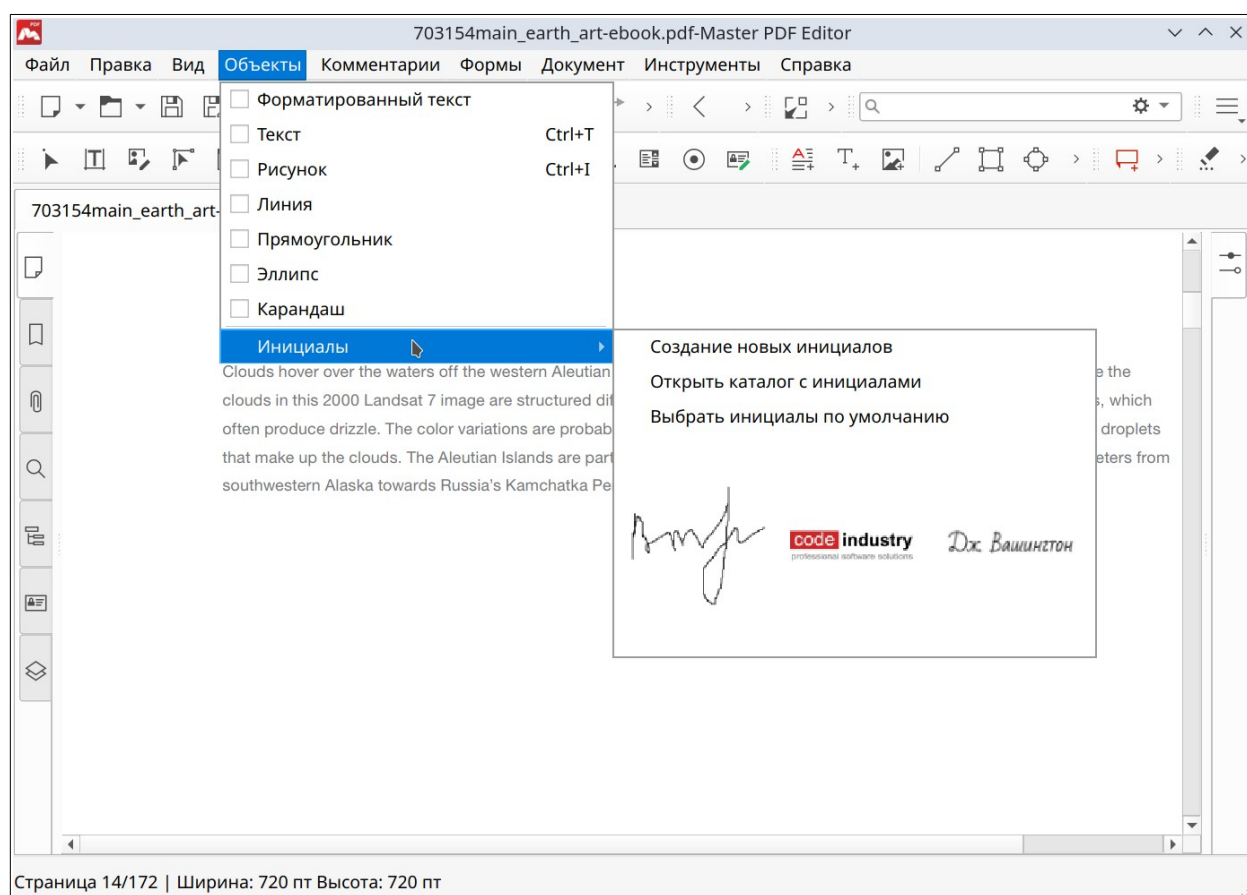 703154main_earth_art-ebook.pdf-Master PDF Editor
Файл Правка Вид Объекты Комментарии Формы Документ Инструменты Справка
Форматированный текст
Текст Ctrl+T
Рисунок Ctrl+I
703154main_earth_art-
Линия
Прямоугольник
Эллипс
Карандаш
Инициалы
Создание новых инициалов
Открыть каталог с инициалами
Выбрать инициалы по умолчанию
Clouds hover over the waters off the western Aleutian e the
clouds in this 2000 Landsat 7 image are structured dif s, which
often produce drizzle. The color variations are probab droplets
that make up the clouds. The Aleutian Islands are part eters from
southwestern Alaska towards Russia's Kamchatka Pe
code industry
professional software solutions
Дж. Вашингтон
Страница 14/172 | Ширина: 720 пт Высота: 720 пт